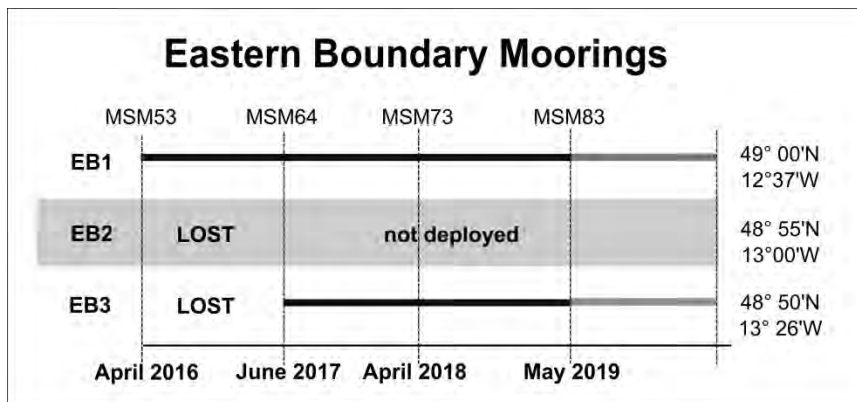 Eastern Boundary Moorings
MSM53 MSM64 MSM73 MSM83
EB1
49° 00'N
12°37'W
EB2 LOST not deployed
48° 55'N
13°00'W
EB3 LOST
48° 50'N
13° 26'W
April 2016 June 2017 April 2018 May 2019